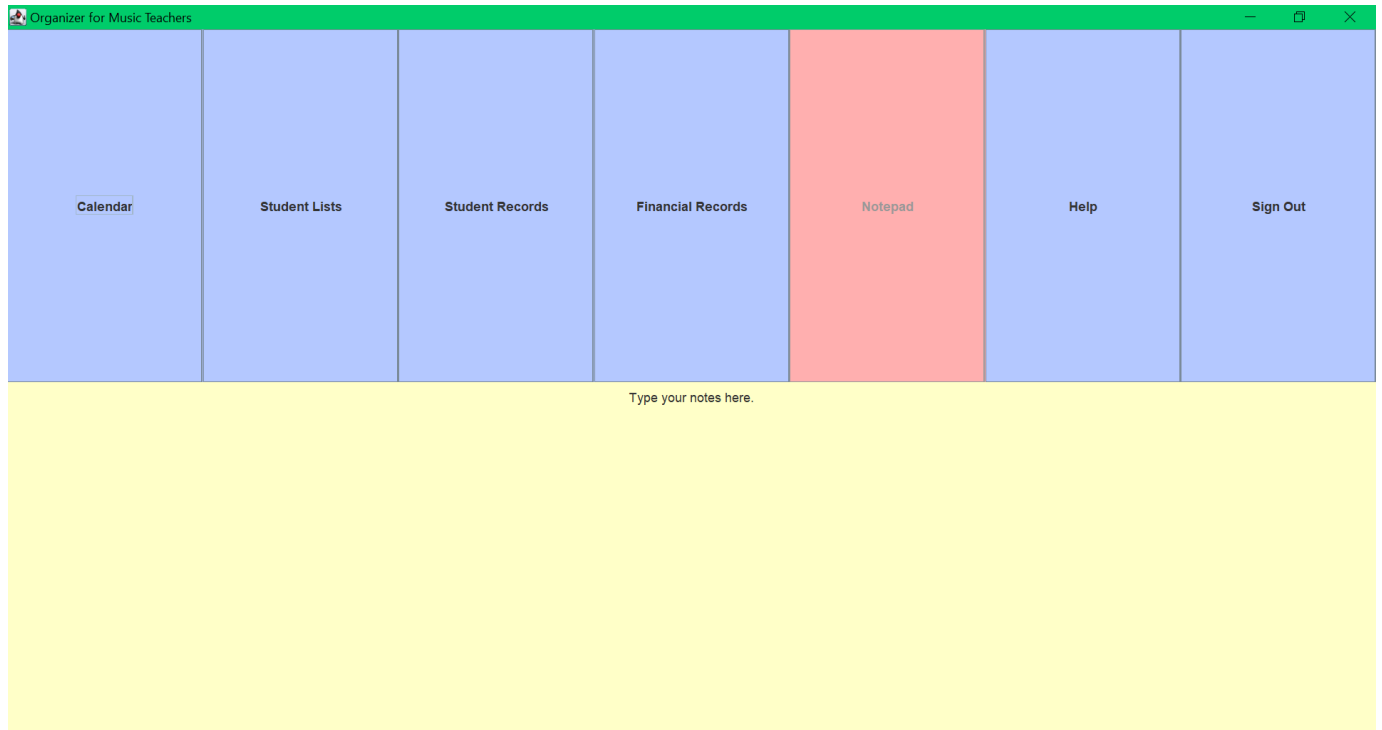 Organizer for Music Teachers
Calendar Student Lists Student Records Financial Records Notepad Help Sign Out
Type your notes here.